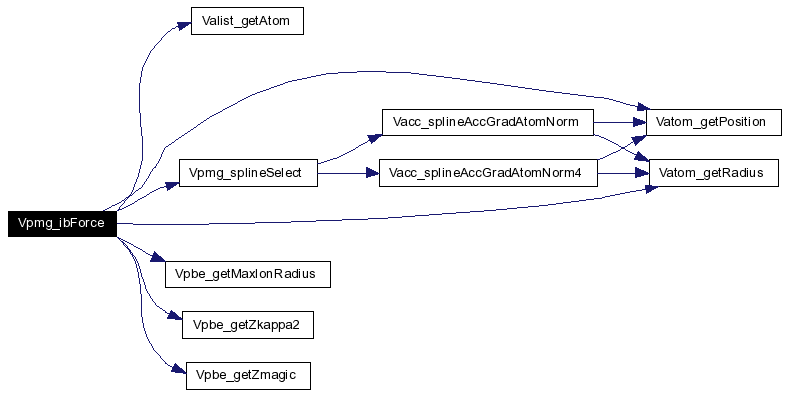 Valist_getAtom
Vacc_splineAccGradAtomNorm
Vatom_getPosition
Vpmg_splineSelect
Vacc_splineAccGradAtomNorm4
Vatom_getRadius
Vpmg_ibForce
Vpbe_getMaxIonRadius
Vpbe_getZkappa2
Vpbe_getZmagic